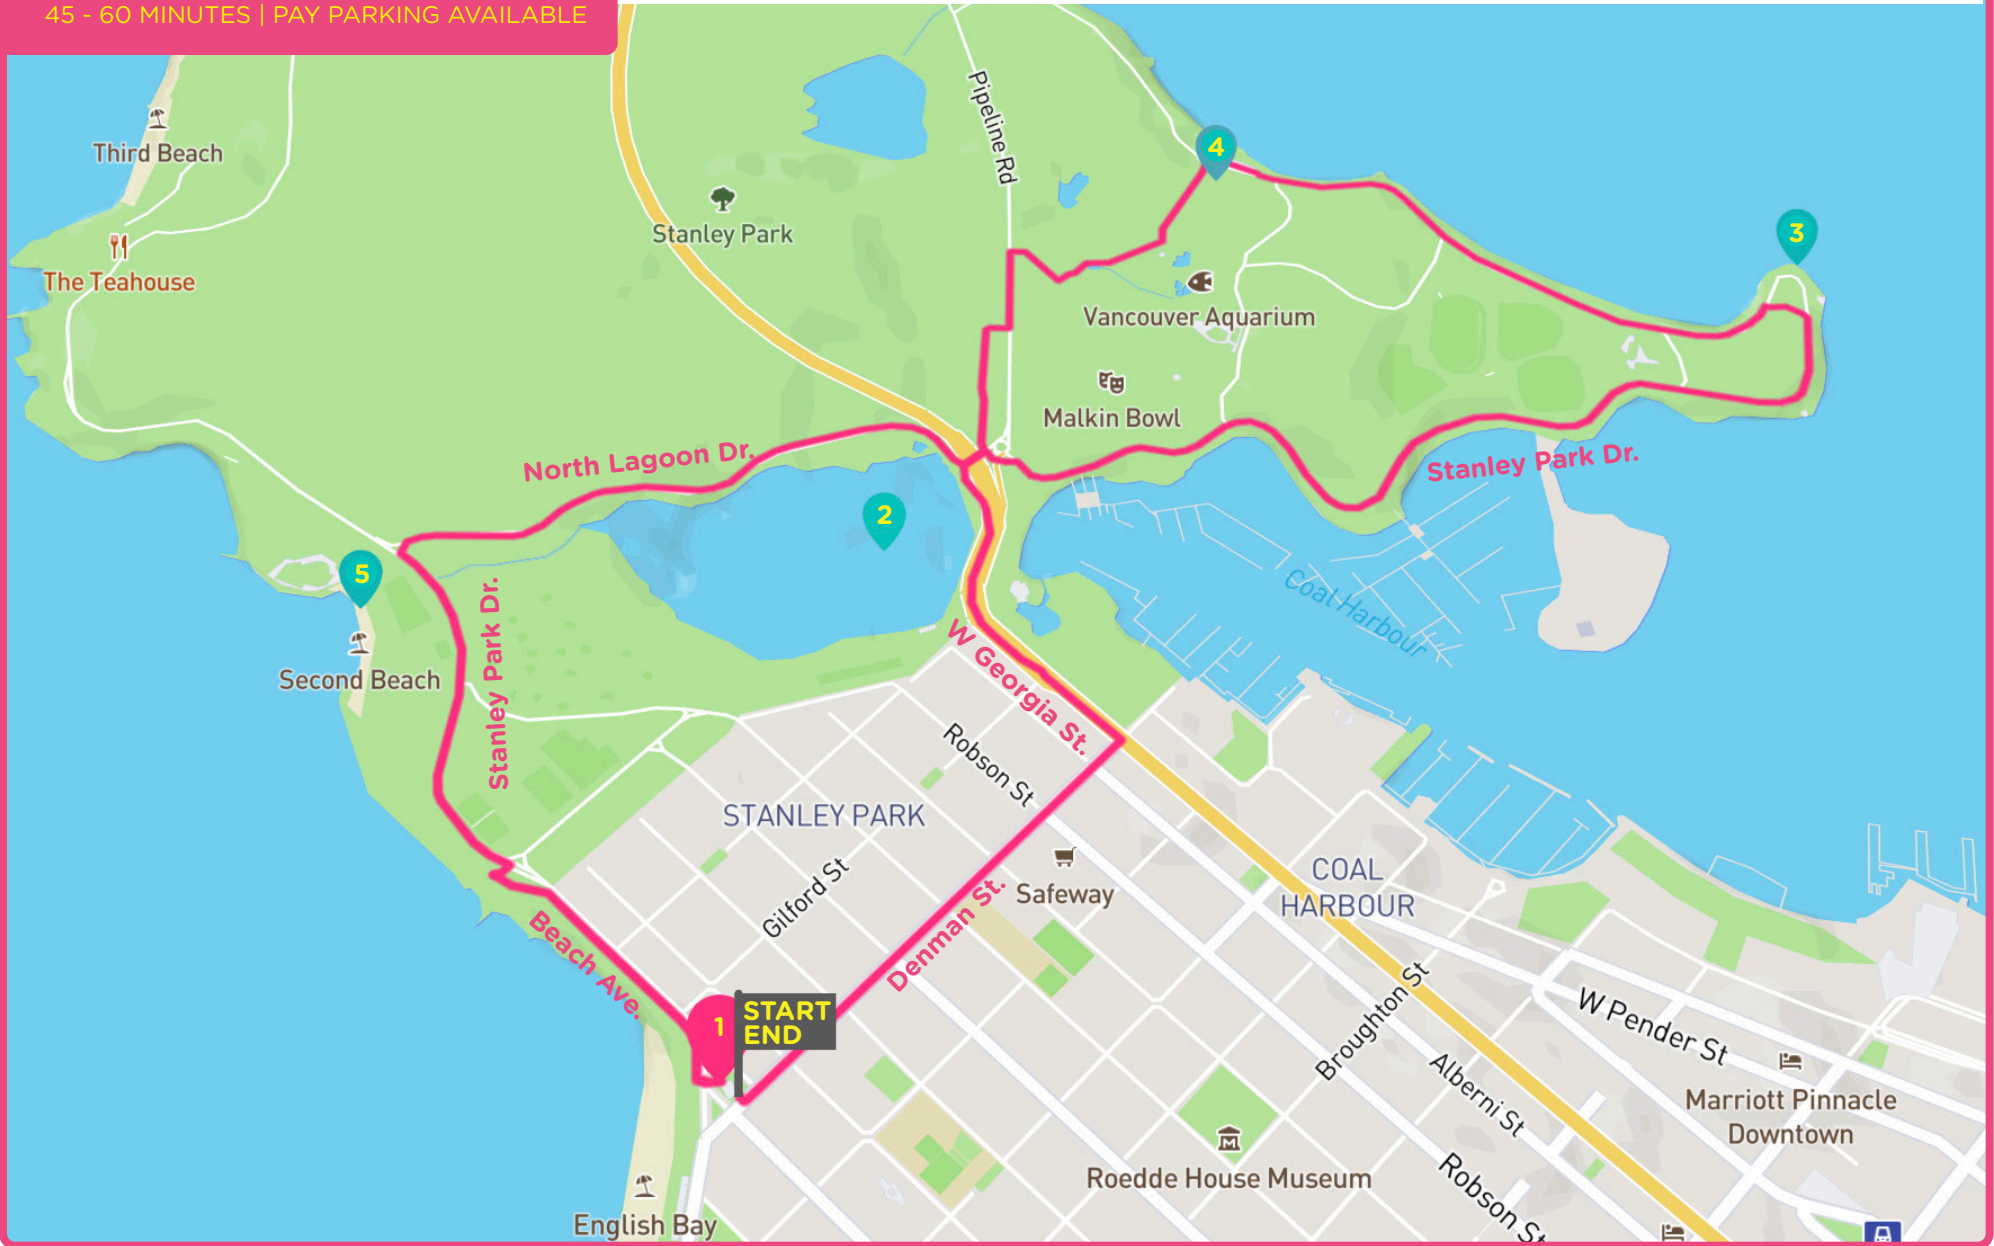 45 - 60 MINUTES | PAY PARKING AVAILABLE
Pipeline Rd
4
Third Beach
3
Stanley Park
The Teahouse
Vancouver Aquarium
Malkin Bowl
North Lagoon Dr.
Stanley Park Dr.
2
5
Coal Harbour
Stanley Park Dr.
W Georgia St.
Second Beach
Robson St
STANLEY PARK
Safeway
COAL
HARBOUR
Gilford St
Denman St.
Beach Ave.
1
START
END
Broughton St
W Pender St
Alberni St
Marriott Pinnacle
Downtown
Roedde House Museum
Robson St
English Bay